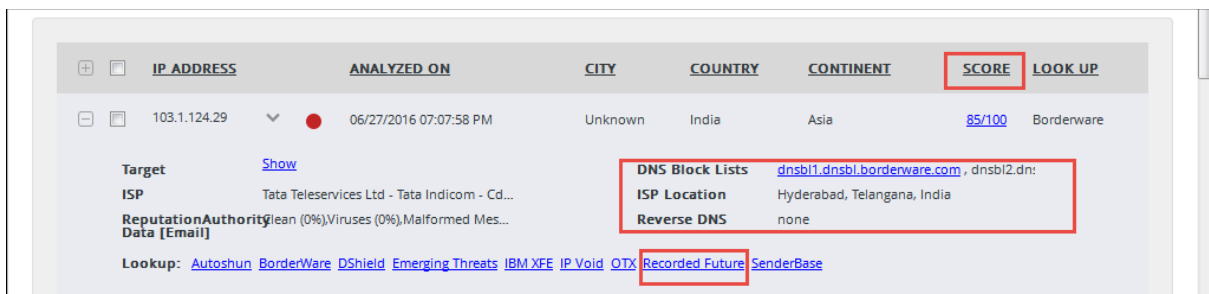 IP ADDRESS ANALYZED ON CITY COUNTRY CONTINENT SCORE LOOK UP
103.1.124.29 06/27/2016 07:07:58 PM Unknown India Asia 85/100 Borderware
Target Show DNS Block Lists dnsbl1.dnsbl.borderware.com , dnsbl2.dn
ISP Tata Teleservices Ltd - Tata Indicom - Cd... ISP Location Hyderabad, Telangana, India
ReputationAuthority Clean (0%),Viruses (0%),Malformed Mes... Reverse DNS none
Data [Email]
Lookup: Autoshun BorderWare DShield Emerging Threats IBM XFE IP Void OTX Recorded Future SenderBase